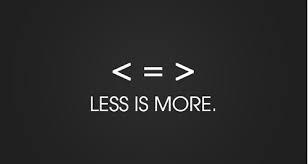 < = >
LESS IS MORE.